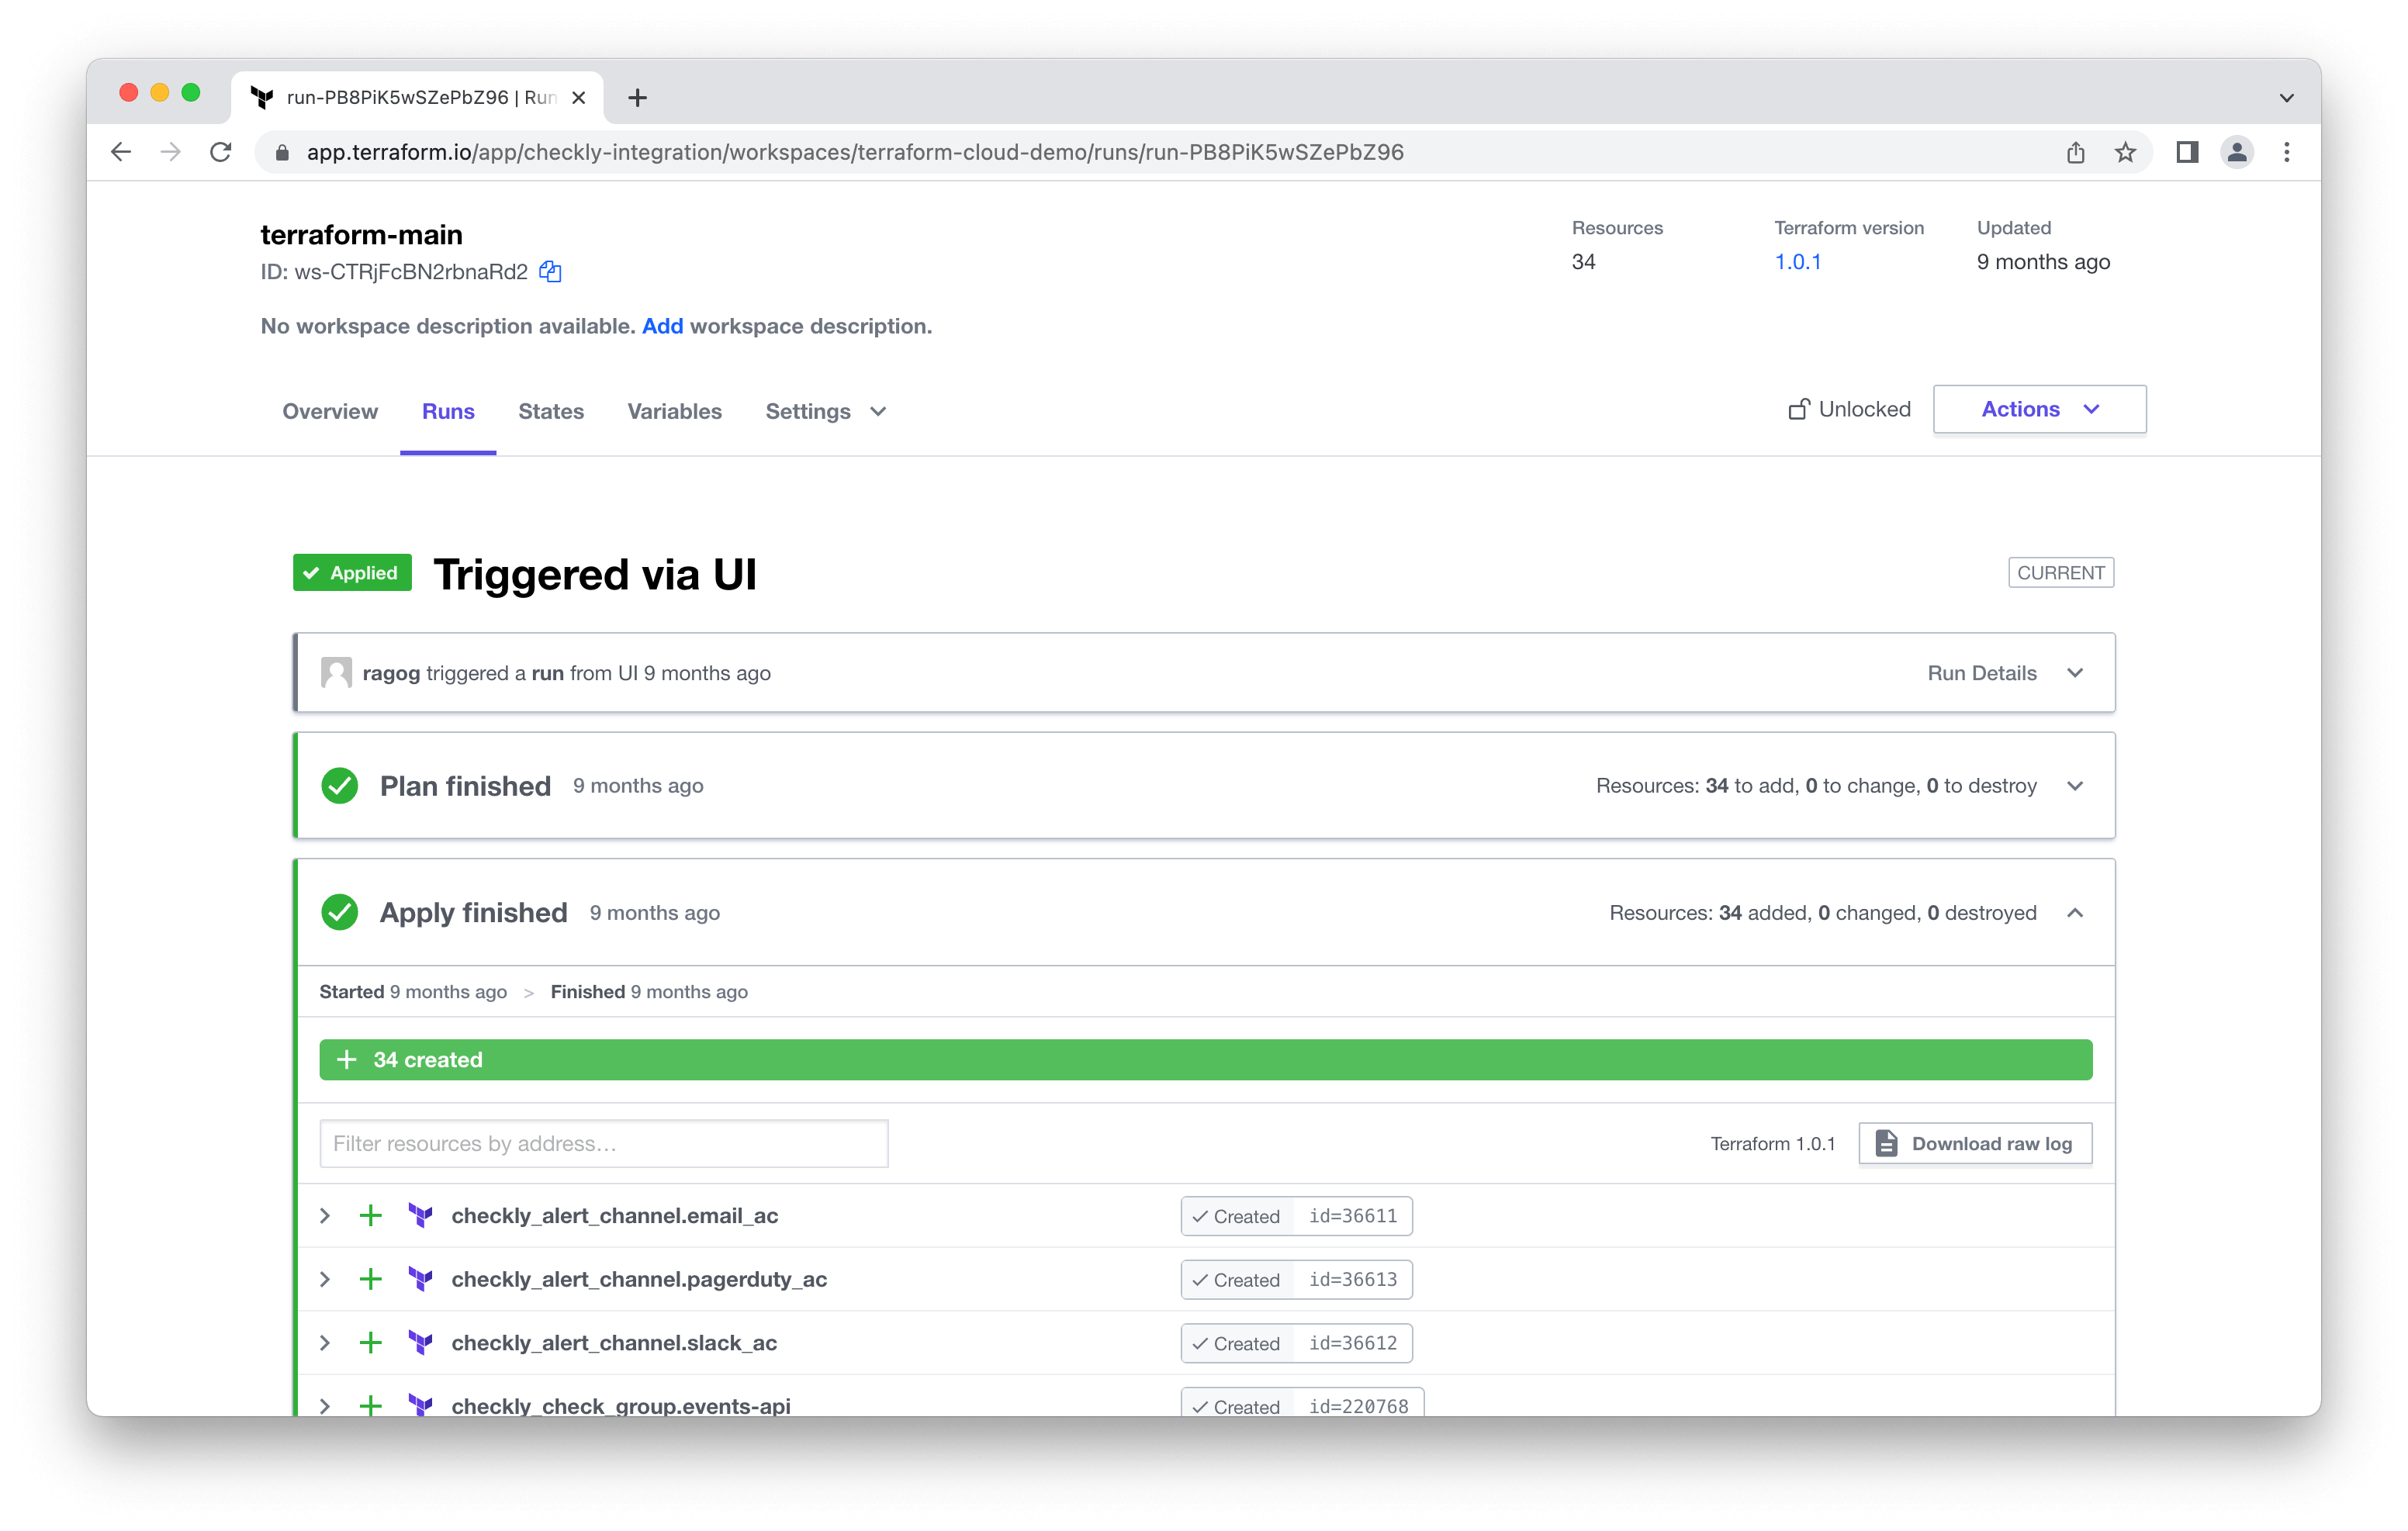 run-PB8PiK5wSZePbZ96 | Run
app.terraform.io/app/checkly-integration/workspaces/terraform-cloud-demo/runs/run-PB8PiK5wSZePbZ96
terraform-main
ID: ws-CTRjFcBN2rbnaRd2
Resources
34
Terraform version
1.0.1
Updated
9 months ago
No workspace description available. Add workspace description.
Overview Runs States Variables Settings
Unlocked Actions
Applied Triggered via UI CURRENT
ragog triggered a run from UI 9 months ago Run Details
Plan finished 9 months ago Resources: 34 to add, 0 to change, 0 to destroy
Apply finished 9 months ago Resources: 34 added, 0 changed, 0 destroyed
Started 9 months ago > Finished 9 months ago
+ 34 created
Filter resources by address… Terraform 1.0.1 Download raw log
checkly_alert_channel.email_ac Created id=36611
checkly_alert_channel.pagerduty_ac Created id=36613
checkly_alert_channel.slack_ac Created id=36612
checkly_check_group.events-api Created id=220768